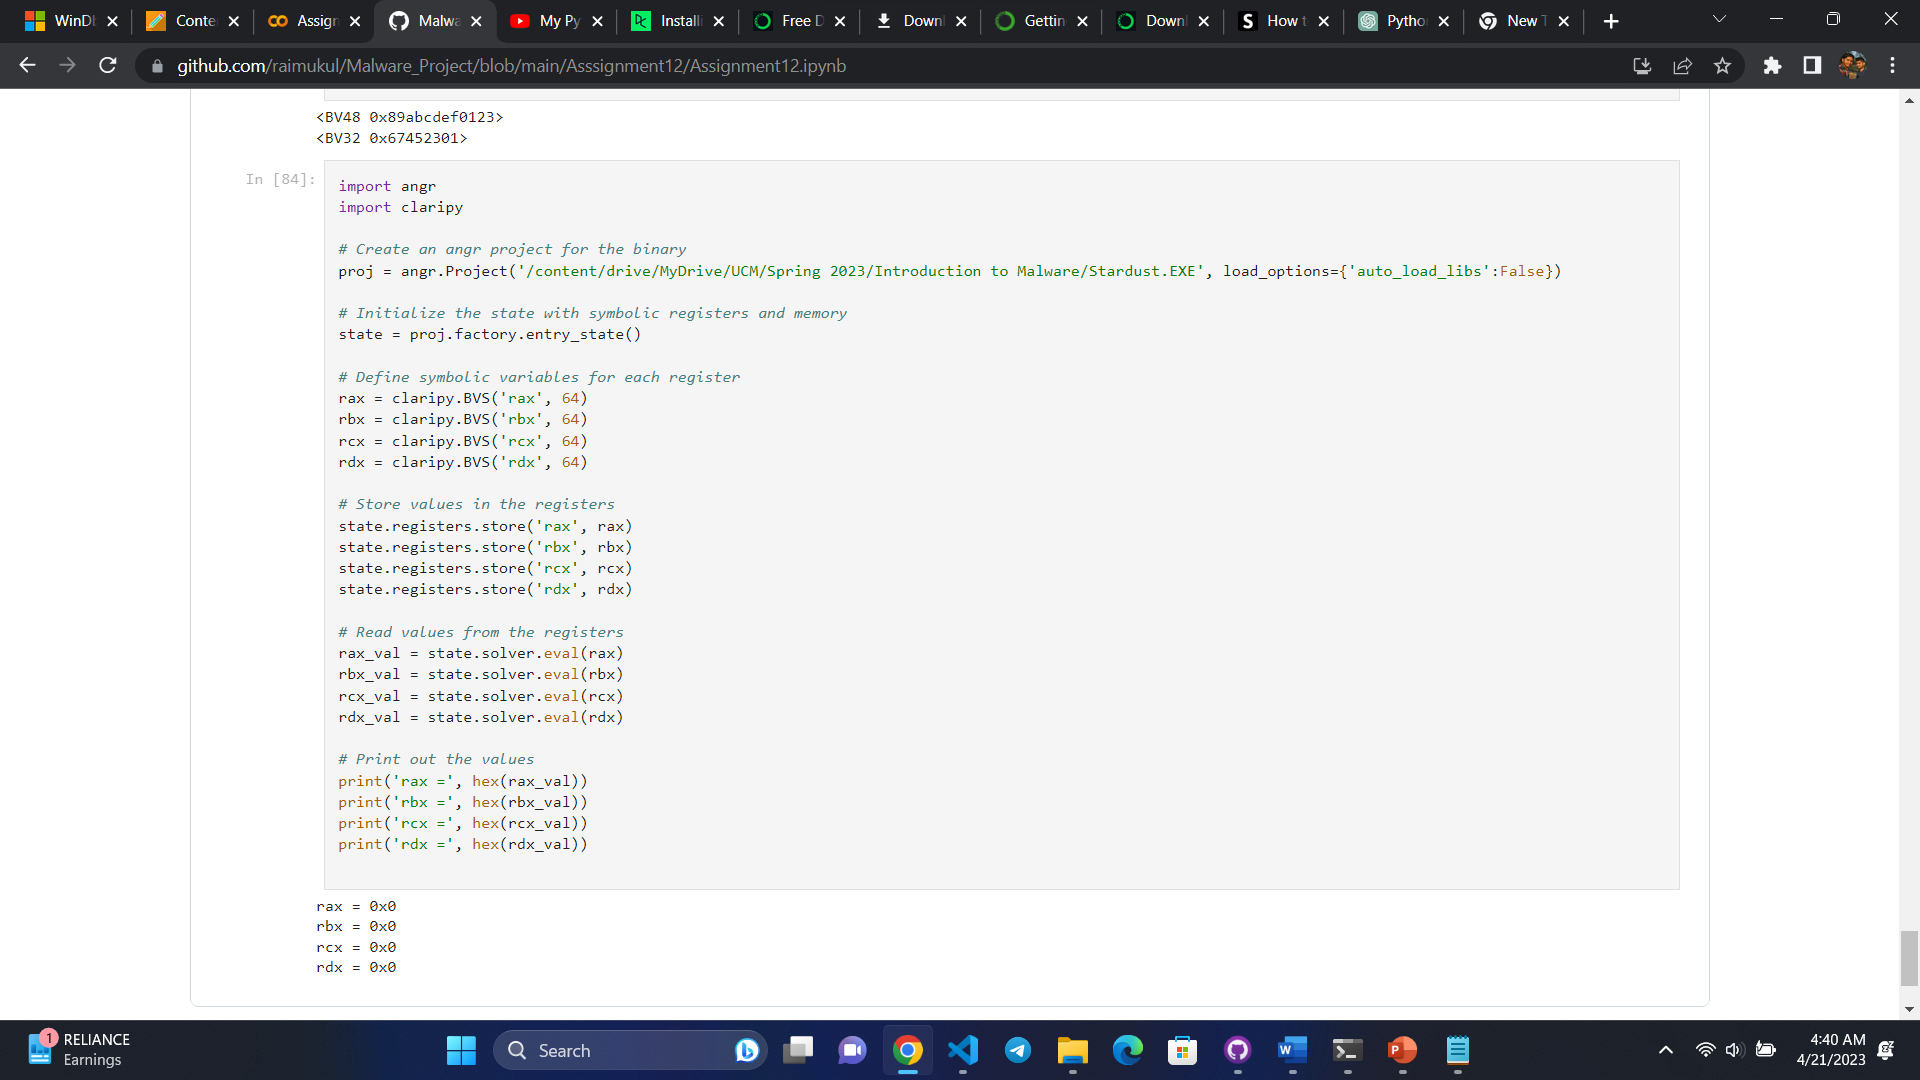 WinD
Conte
Assign
Malwa
My Py
Install
Free D
Down
Gettin
Down
How t
Pytho
New T
github.com/raimukul/Malware_Project/blob/main/Asssignment12/Assignment12.ipynb
<BV48 0x89abcdef0123>
<BV32 0x67452301>
In [84]:
import angr
import claripy
# Create an angr project for the binary
proj = angr.Project('/content/drive/MyDrive/UCM/Spring 2023/Introduction to Malware/Stardust.EXE', load_options={'auto_load_libs':False})
# Initialize the state with symbolic registers and memory
state = proj.factory.entry_state()
# Define symbolic variables for each register
rax = claripy.BVS('rax', 64)
rbx = claripy.BVS('rbx', 64)
rcx = claripy.BVS('rcx', 64)
rdx = claripy.BVS('rdx', 64)
# Store values in the registers
state.registers.store('rax', rax)
state.registers.store('rbx', rbx)
state.registers.store('rcx', rcx)
state.registers.store('rdx', rdx)
# Read values from the registers
rax_val = state.solver.eval(rax)
rbx_val = state.solver.eval(rbx)
rcx_val = state.solver.eval(rcx)
rdx_val = state.solver.eval(rdx)
# Print out the values
print('rax =', hex(rax_val))
print('rbx =', hex(rbx_val))
print('rcx =', hex(rcx_val))
print('rdx =', hex(rdx_val))
rax = 0x0
rbx = 0x0
rcx = 0x0
rdx = 0x0
1
RELIANCE
Earnings
Search
4:40 AM
4/21/2023